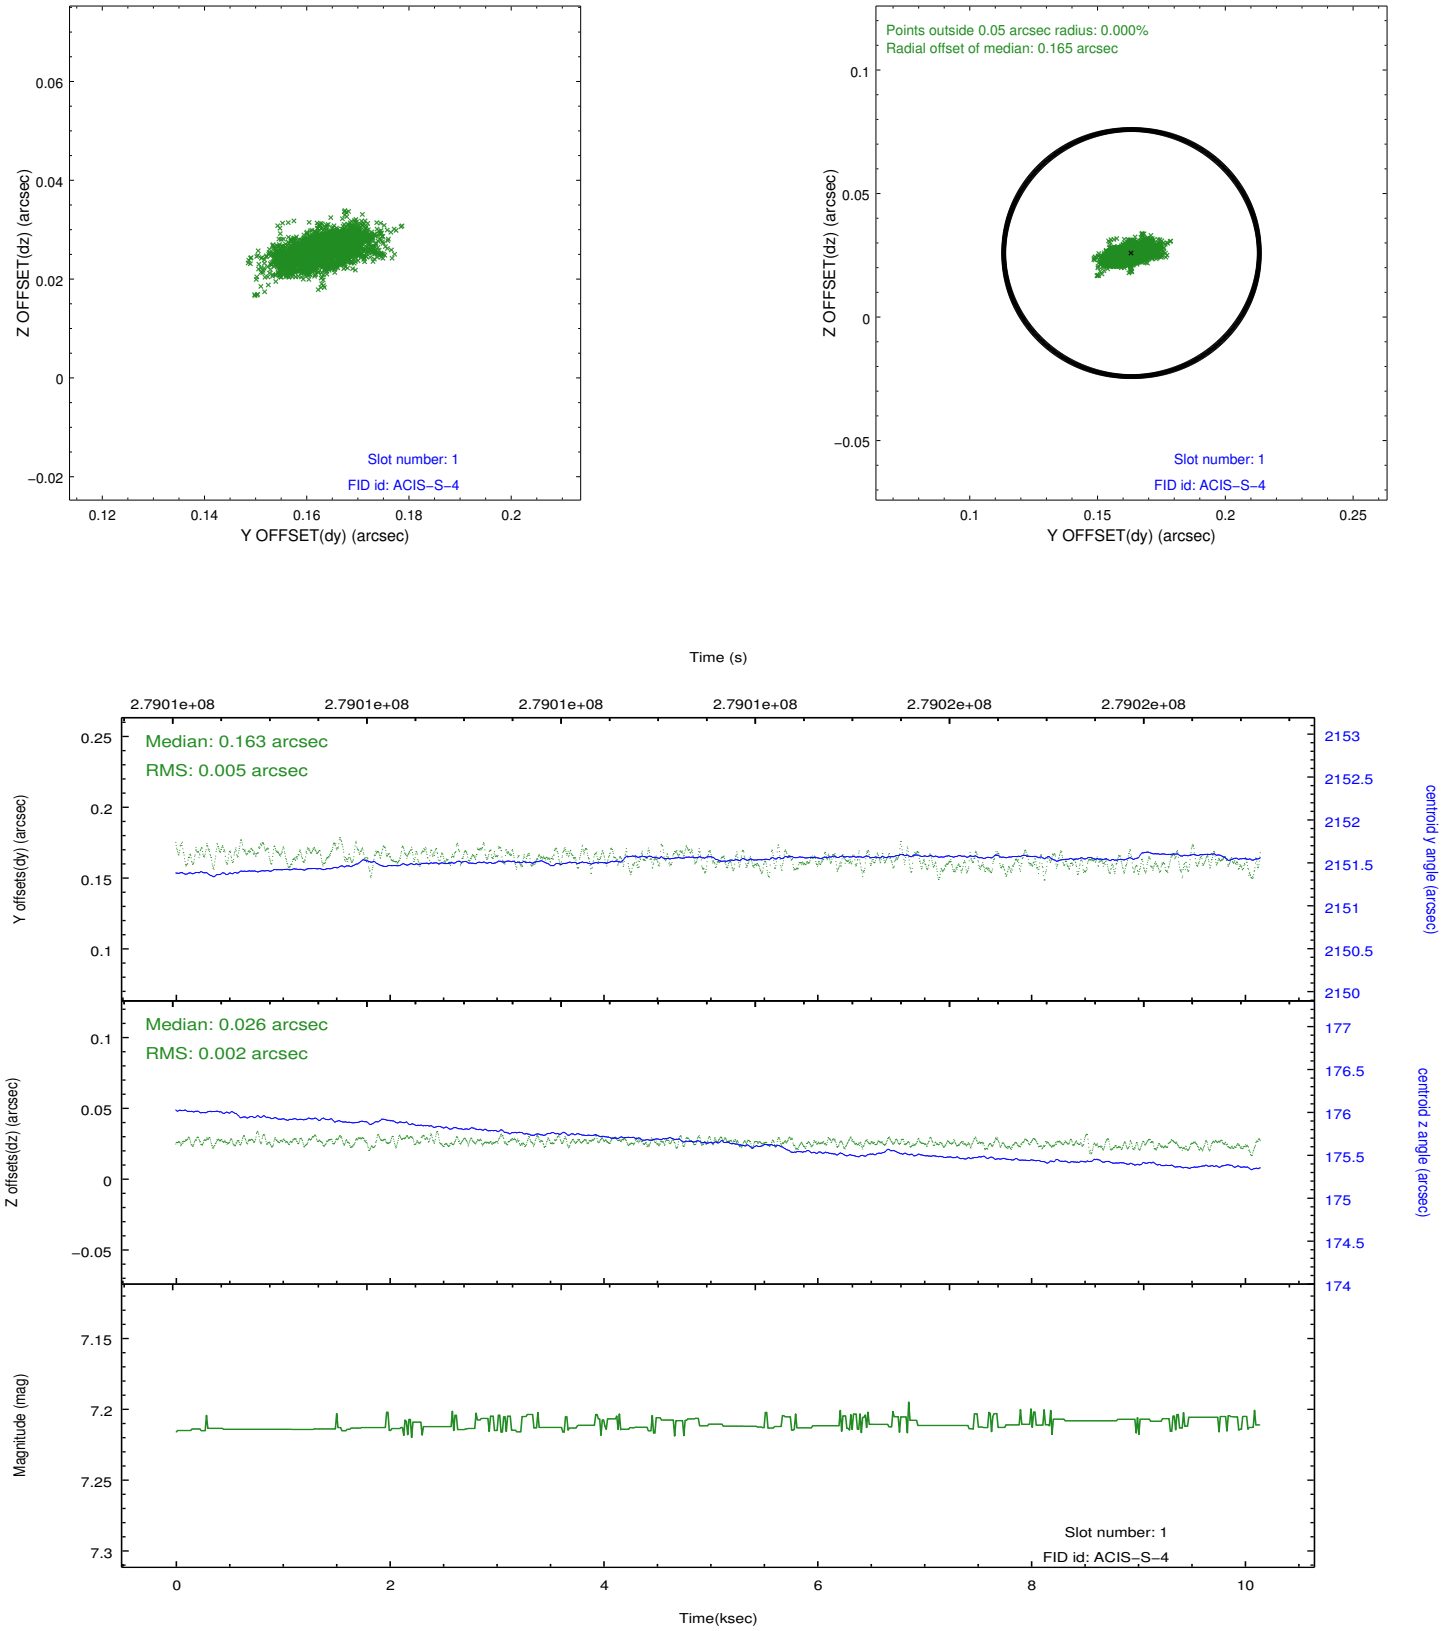 0.06
0.04
0.02
0
−0.02
Z OFFSET(dz) (arcsec)
Slot number: 1
FID id: ACIS−S−4
0.12 0.14 0.16 0.18 0.2
Y OFFSET(dy) (arcsec)
Points outside 0.05 arcsec radius: 0.000%
Radial offset of median: 0.165 arcsec
0.1
0.05
0
−0.05
Z OFFSET(dz) (arcsec)
Slot number: 1
FID id: ACIS−S−4
0.1 0.15 0.2 0.25
Y OFFSET(dy) (arcsec)
Time (s)
2.7901e+08 2.7901e+08 2.7901e+08 2.7901e+08 2.7902e+08 2.7902e+08
Median: 0.163 arcsec
RMS: 0.005 arcsec
0.25
0.2
0.15
0.1
Y offsets(dy) (arcsec)
2153
2152.5
2152
2151.5
2151
2150.5
2150
centroid y angle (arcsec)
Median: 0.026 arcsec
RMS: 0.002 arcsec
0.1
0.05
0
−0.05
Z offsets(dz) (arcsec)
177
176.5
176
175.5
175
174.5
174
centroid z angle (arcsec)
7.15
7.2
7.25
7.3
Magnitude (mag)
Slot number: 1
FID id: ACIS−S−4
0 2 4 6 8 10
Time(ksec)